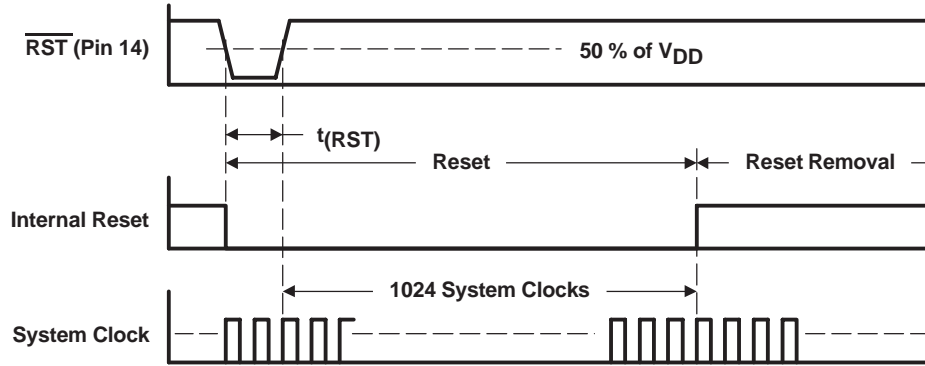 RST (Pin 14)
50 % of VDD
t(RST)
Reset
Reset Removal
Internal Reset
1024 System Clocks
System Clock